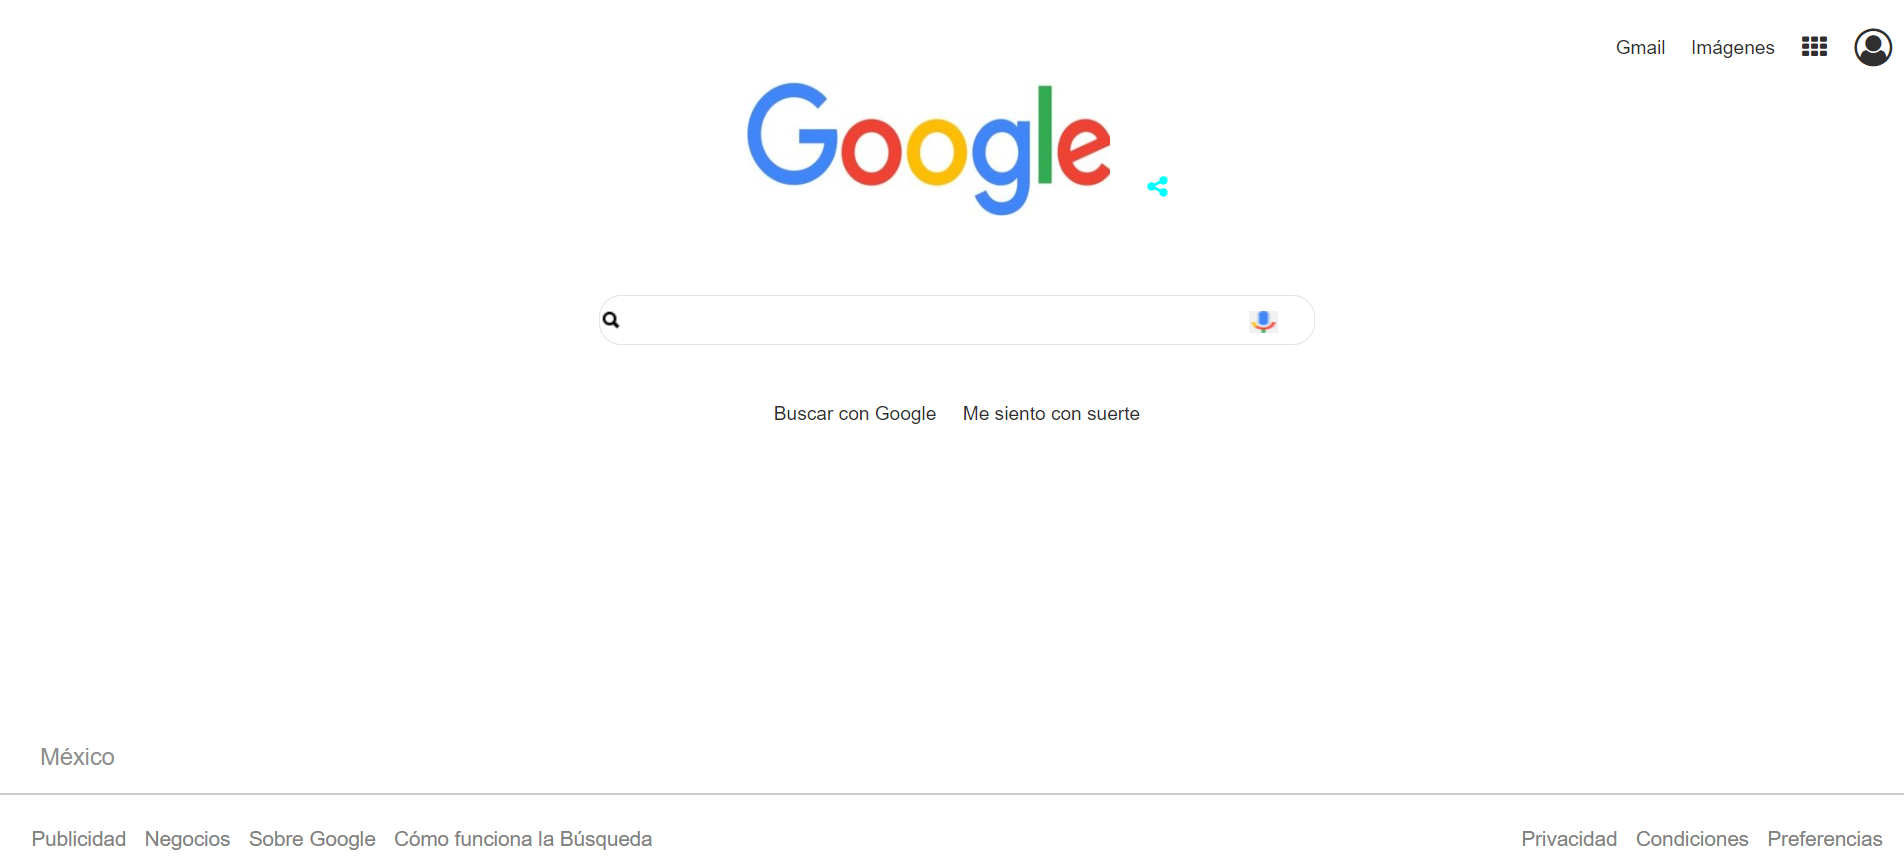 Gmail Imágenes
Google
Buscar con Google Me siento con suerte
México
Publicidad Negocios Sobre Google Cómo funciona la Búsqueda Privacidad Condiciones Preferencias